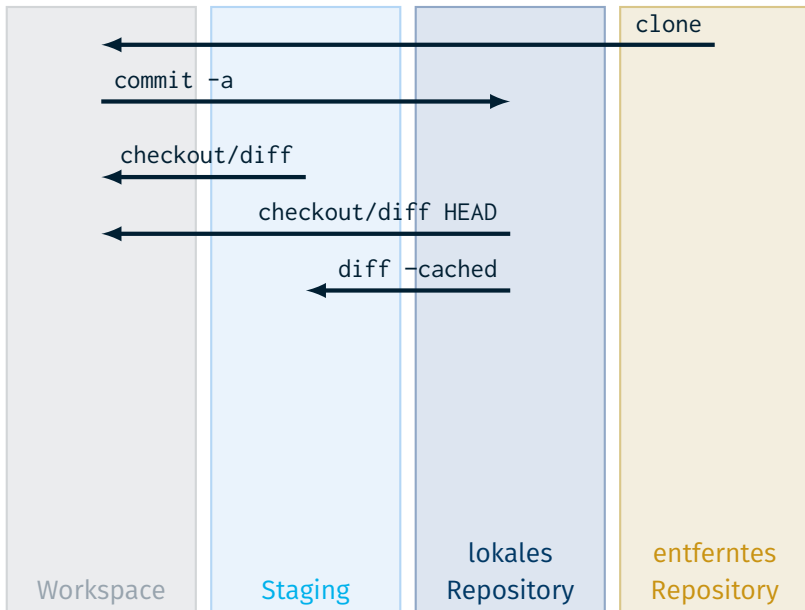 clone
commit -a
checkout/diff
checkout/diff HEAD
diff -cached
Workspace
Staging
lokales
Repository
entferntes
Repository